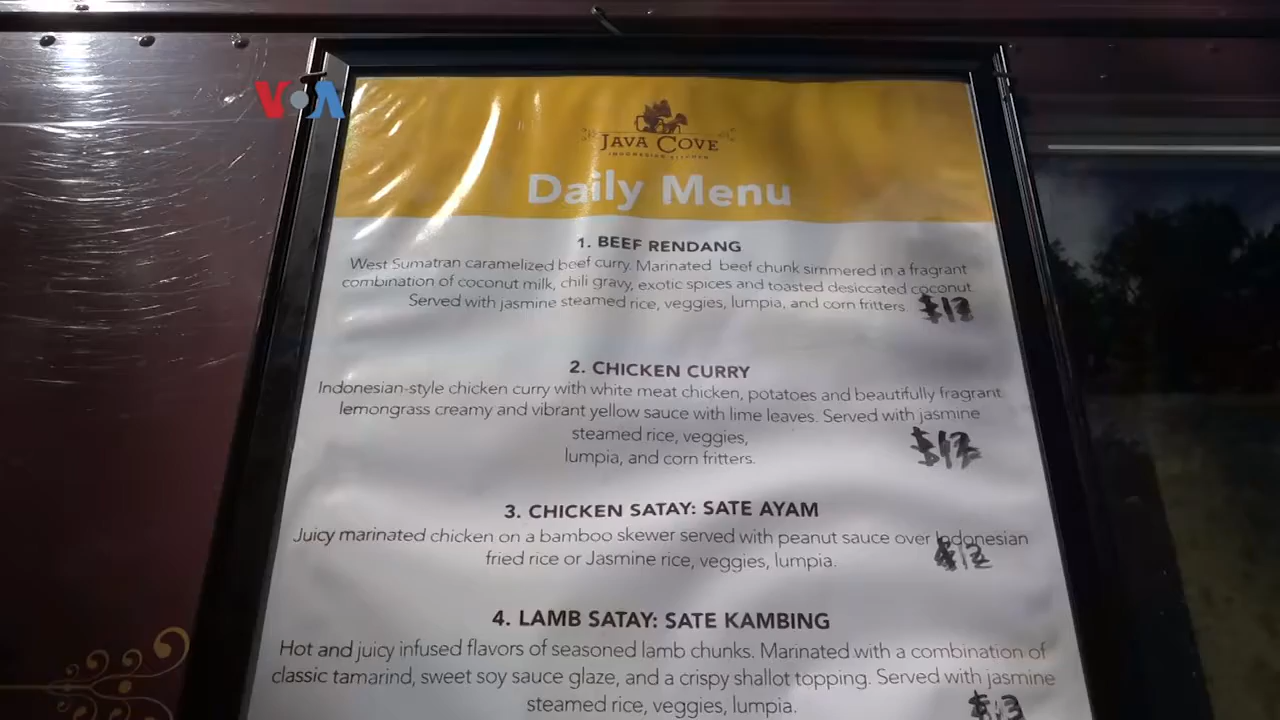 VOA
JAVA COVE
INDONESIAN KITCHEN
Daily Menu
1. BEEF RENDANG
West Sumatran caramelized beef curry. Marinated beef chunk simmered in a fragrant
combination of coconut milk, chili gravy, exotic spices and toasted desiccated coconut.
Served with jasmine steamed rice, veggies, lumpia, and corn fritters.
2. CHICKEN CURRY
Indonesian-style chicken curry with white meat chicken, potatoes and beautifully fragrant
lemongrass creamy and vibrant yellow sauce with lime leaves. Served with jasmine
steamed rice, veggies,
lumpia, and corn fritters.
3. CHICKEN SATAY: SATE AYAM
Juicy marinated chicken on a bamboo skewer served with peanut sauce over Indonesian
fried rice or Jasmine rice, veggies, lumpia.
$12
4. LAMB SATAY: SATE KAMBING
Hot and juicy infused flavors of seasoned lamb chunks. Marinated with a combination of
classic tamarind, sweet soy sauce glaze, and a crispy shallot topping. Served with jasmine
steamed rice, veggies, lumpia.
$13